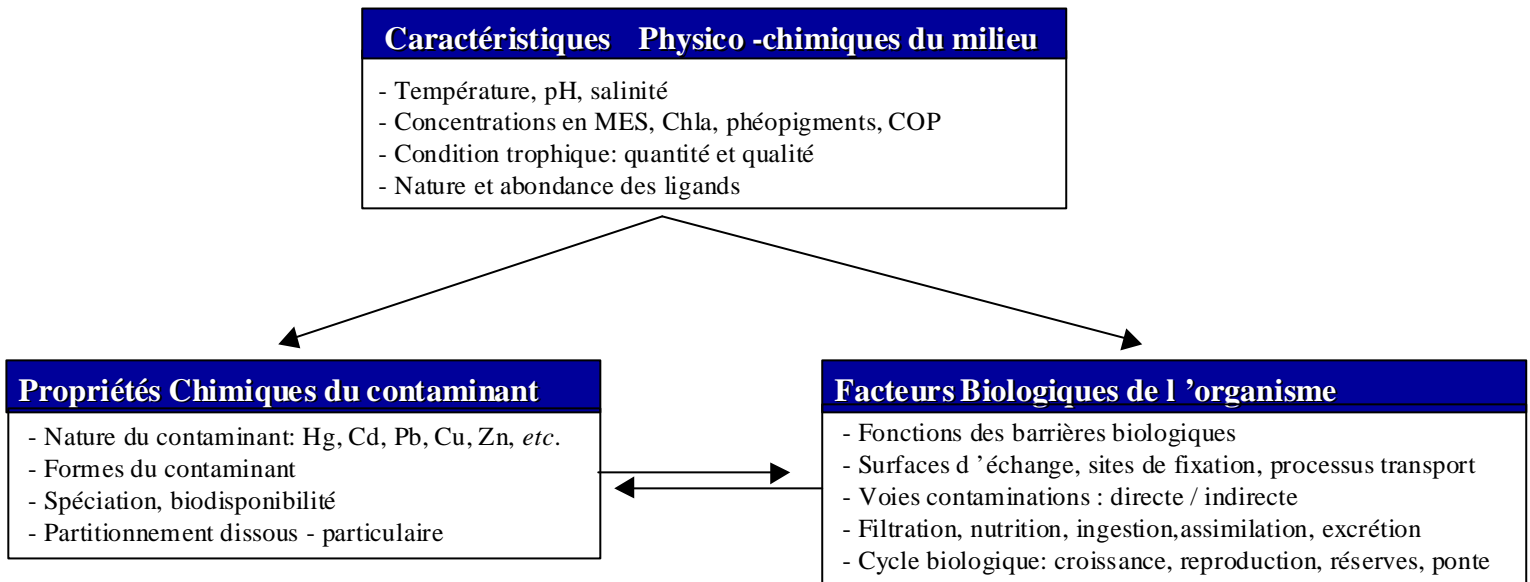 Caractéristiques Physico -chimiques du milieu
- Température, pH, salinité
- Concentrations en MES, Chla, phéopigments, COP
- Condition trophique: quantité et qualité
- Nature et abondance des ligands
Propriétés Chimiques du contaminant
- Nature du contaminant: Hg, Cd, Pb, Cu, Zn, etc.
- Formes du contaminant
- Spéciation, biodisponibilité
- Partitionnement dissous - particulaire
Facteurs Biologiques de l ’organisme
- Fonctions des barrières biologiques
- Surfaces d ’échange, sites de fixation, processus transport
- Voies contaminations : directe / indirecte
- Filtration, nutrition, ingestion,assimilation, excrétion
- Cycle biologique: croissance, reproduction, réserves, ponte